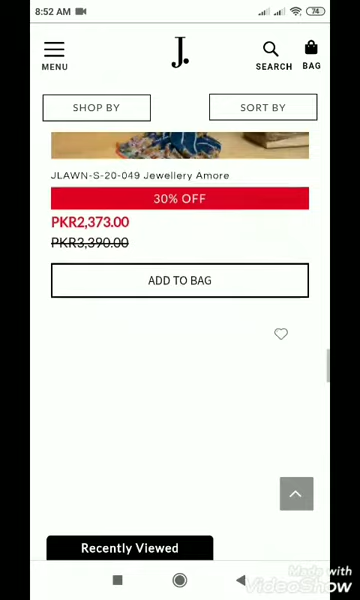 8:52 AM
74
J.
MENU
SEARCH
BAG
SHOP BY
SORT BY
JLAWN-S-20-049 Jewellery Amore
30% OFF
PKR2,373.00
PKR3,390.00
ADD TO BAG
Recently Viewed
Made with
VideoShow